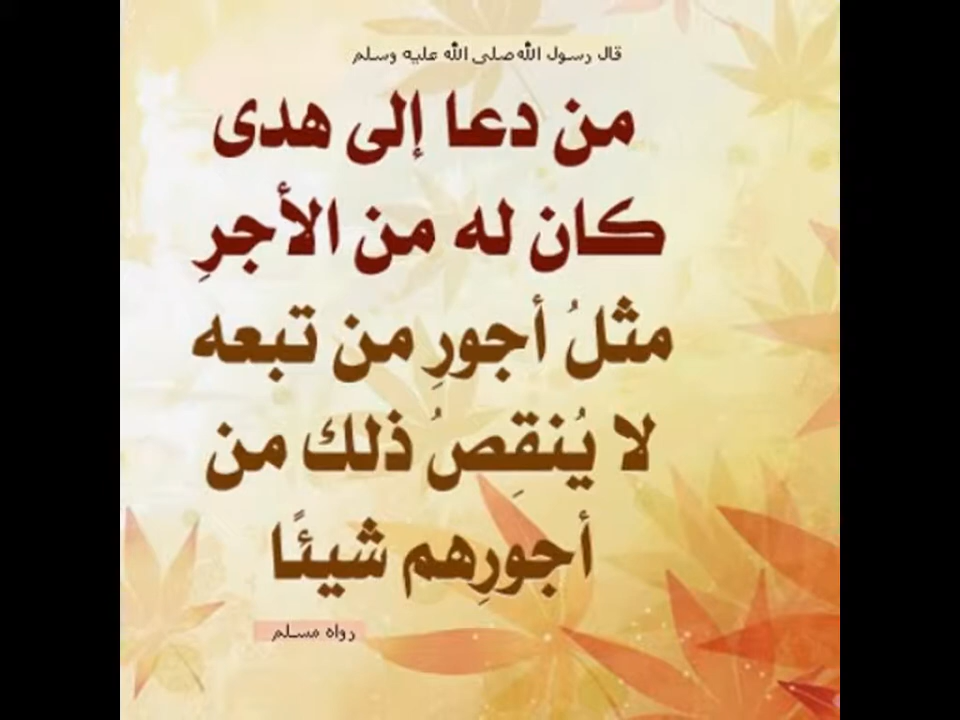 قال رسول الله صلى الله عليه وسلم
من دعا إلى هدى
كان له من الأجرِ
مثلُ أجورِ من تبعه
لا يُنقِصُ ذلك من
أجورِهم شيئًا
رواه مسلم